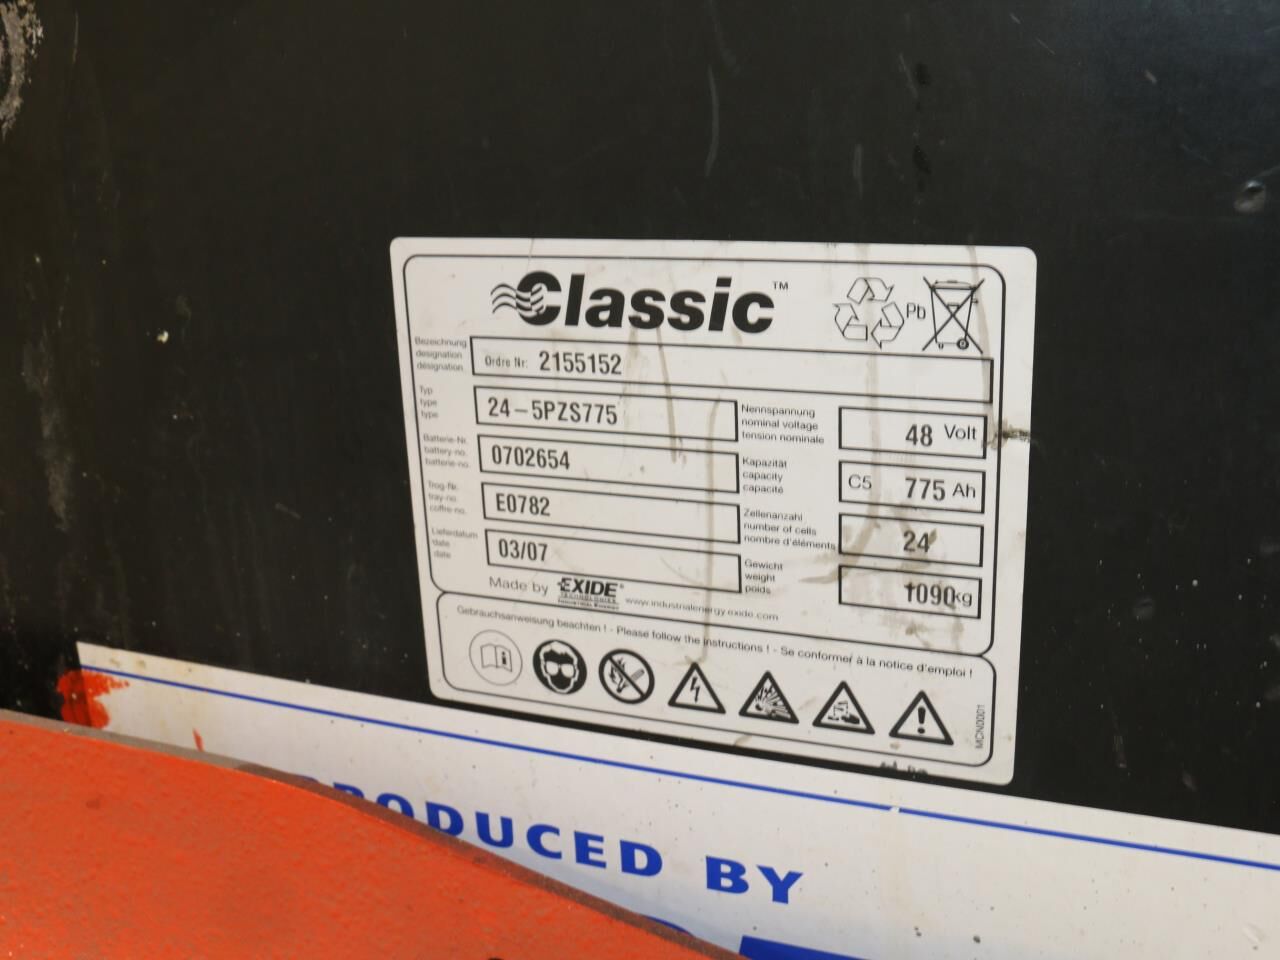 Classic™
Pb
Bezeichnung
designation
désignation
Ordre Nr: 2155152
Typ
type
type
24-5PZS775
Nennspannung
nominal voltage
tension nominale
48 Volt
Batterie-Nr.
battery-no.
batterie-no.
0702654
Kapazität
capacity
capacité
C5 775 Ah
Trog-Nr.
tray-no.
coffre-no.
E0782
Zellenanzahl
number of cells
nombre d'éléments
24
Lieferdatum
date
date
03/07
Gewicht
weight
poids
1090kg
Made by EXIDE®
TECHNOLOGIES
INDUSTRIAL ENERGY
www.industrialenergy.exide.com
Gebrauchsanweisung beachten ! - Please follow the instructions ! - Se conformer à la notice d'emploi !
MCN0001
PRODUCED BY